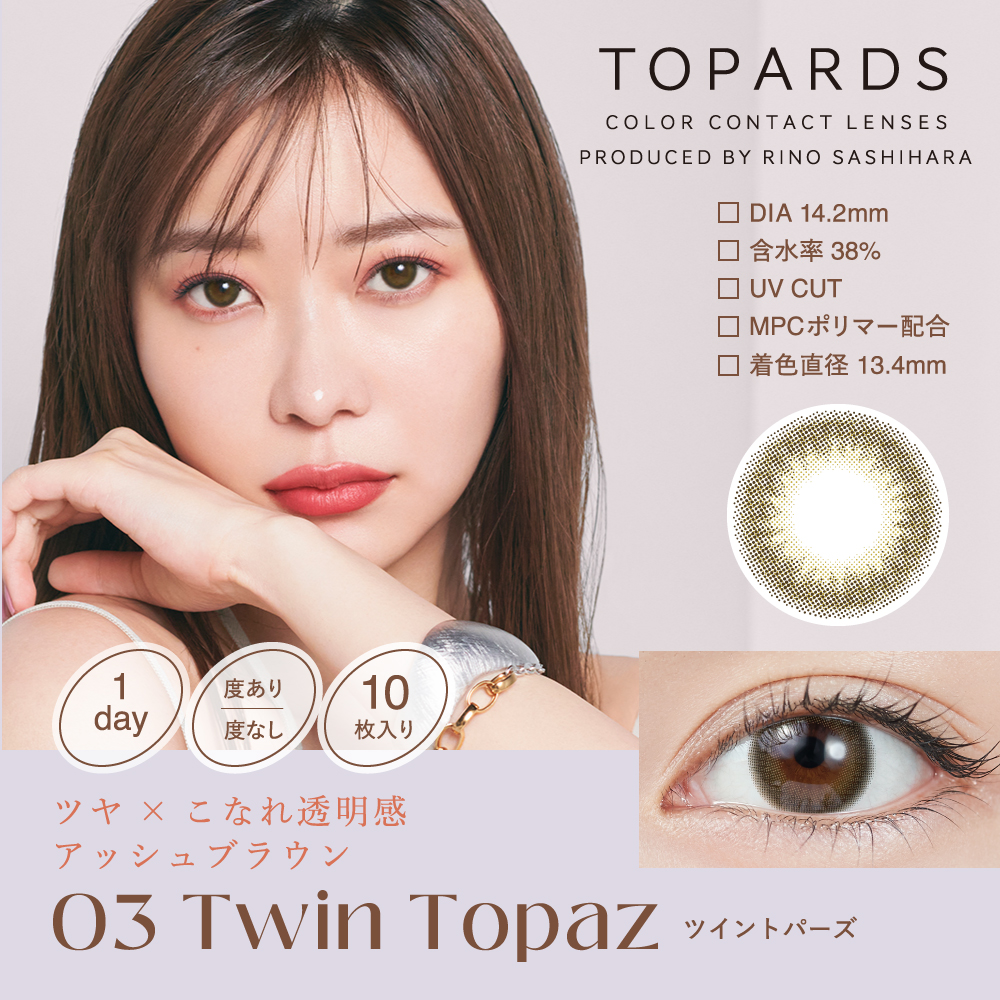 TOPARDS
COLOR CONTACT LENSES
PRODUCED BY RINO SASHIHARA
DIA 14.2mm
含水率 38%
UV CUT
MPCポリマー配合
着色直径 13.4mm
1
day
度あり
度なし
10
枚入り
ツヤ × こなれ透明感
アッシュブラウン
03 Twin Topaz ツイントパーズ